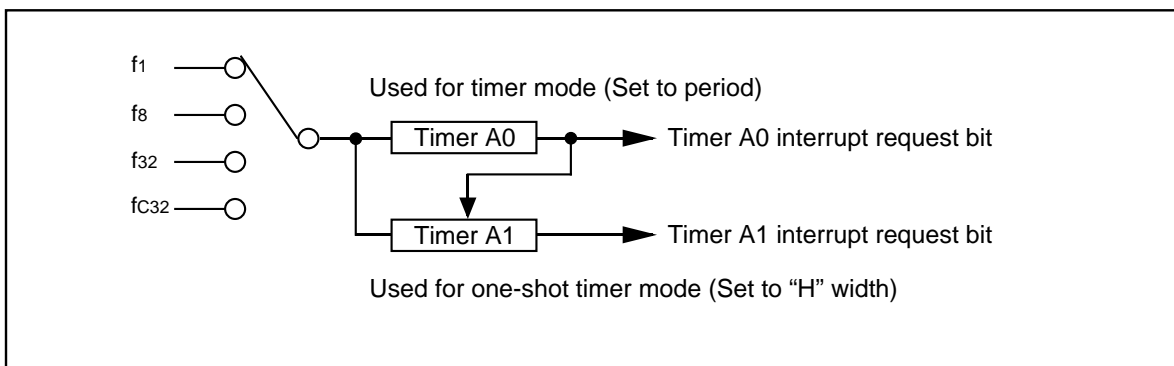 f1
f8
f32
fC32
Used for timer mode (Set to period)
Timer A0
Timer A0 interrupt request bit
Timer A1
Timer A1 interrupt request bit
Used for one-shot timer mode (Set to “H” width)